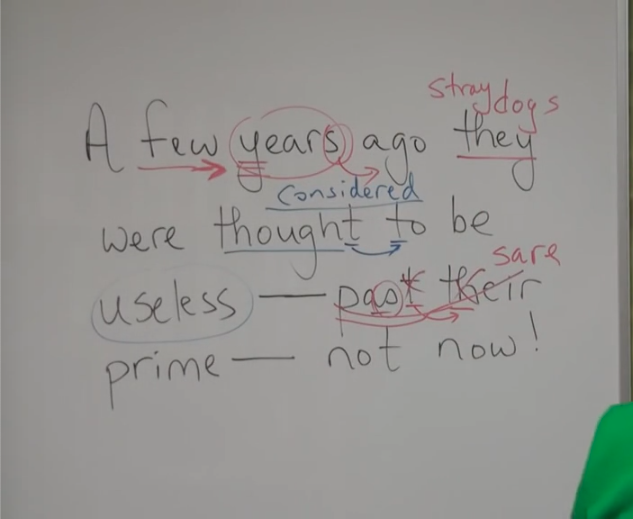 stray dogs
A few years ago they
considered
were thought to be
sare
useless — past their
prime — not now!